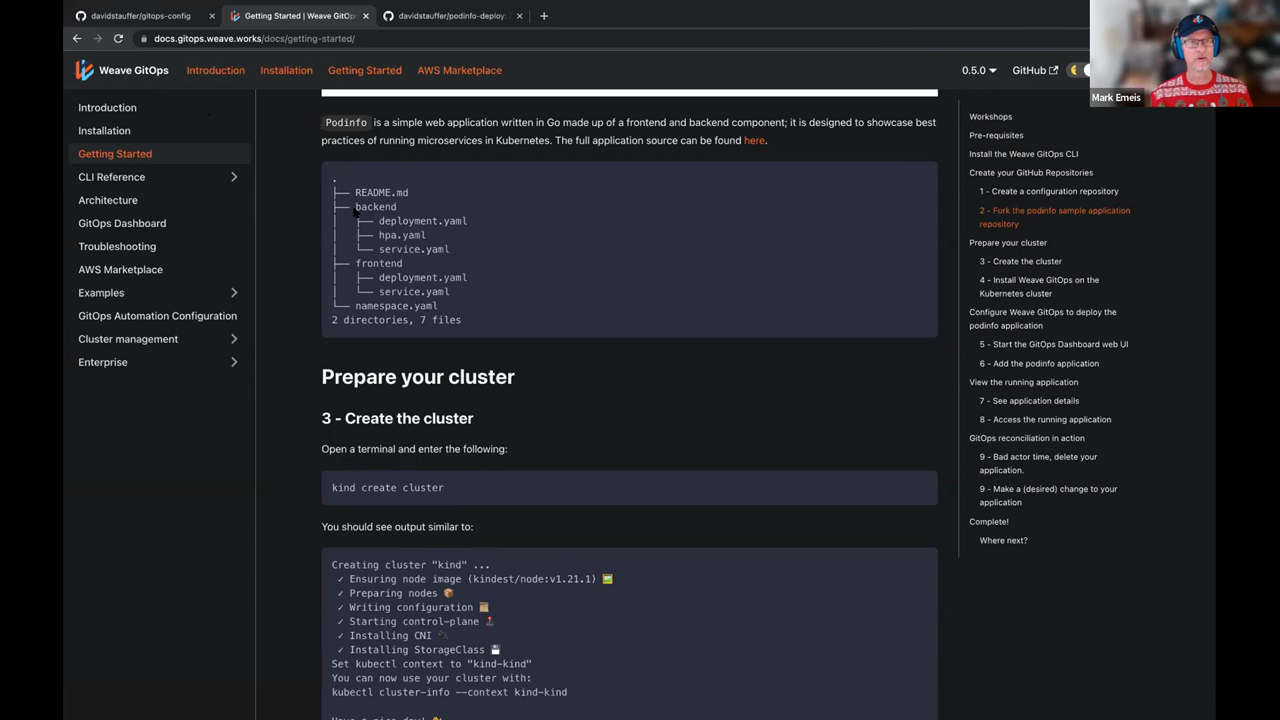 davidstauffer/gitops-config
Getting Started | Weave GitOps
davidstauffer/podinfo-deploy
docs.gitops.weave.works/docs/getting-started/
Weave GitOps
Introduction
Installation
Getting Started
AWS Marketplace
0.5.0
GitHub
Mark Emeis
Introduction
Installation
Getting Started
CLI Reference
Architecture
GitOps Dashboard
Troubleshooting
AWS Marketplace
Examples
GitOps Automation Configuration
Cluster management
Enterprise
Podinfo is a simple web application written in Go made up of a frontend and backend component; it is designed to showcase best
practices of running microservices in Kubernetes. The full application source can be found here.
.
├── README.md
├── backend
│   ├── deployment.yaml
│   ├── hpa.yaml
│   └── service.yaml
├── frontend
│   ├── deployment.yaml
│   └── service.yaml
└── namespace.yaml
2 directories, 7 files
Prepare your cluster
3 - Create the cluster
Open a terminal and enter the following:
kind create cluster
You should see output similar to:
Creating cluster "kind" ...
✓ Ensuring node image (kindest/node:v1.21.1) 🖼
✓ Preparing nodes 📦
✓ Writing configuration 📜
✓ Starting control-plane 🕹
✓ Installing CNI 🔌
✓ Installing StorageClass 💾
Set kubectl context to "kind-kind"
You can now use your cluster with:
kubectl cluster-info --context kind-kind
Workshops
Pre-requisites
Install the Weave GitOps CLI
Create your GitHub Repositories
1 - Create a configuration repository
2 - Fork the podinfo sample application
repository
Prepare your cluster
3 - Create the cluster
4 - Install Weave GitOps on the
Kubernetes cluster
Configure Weave GitOps to deploy the
podinfo application
5 - Start the GitOps Dashboard web UI
6 - Add the podinfo application
View the running application
7 - See application details
8 - Access the running application
GitOps reconciliation in action
9 - Bad actor time, delete your
application.
9 - Make a (desired) change to your
application
Complete!
Where next?